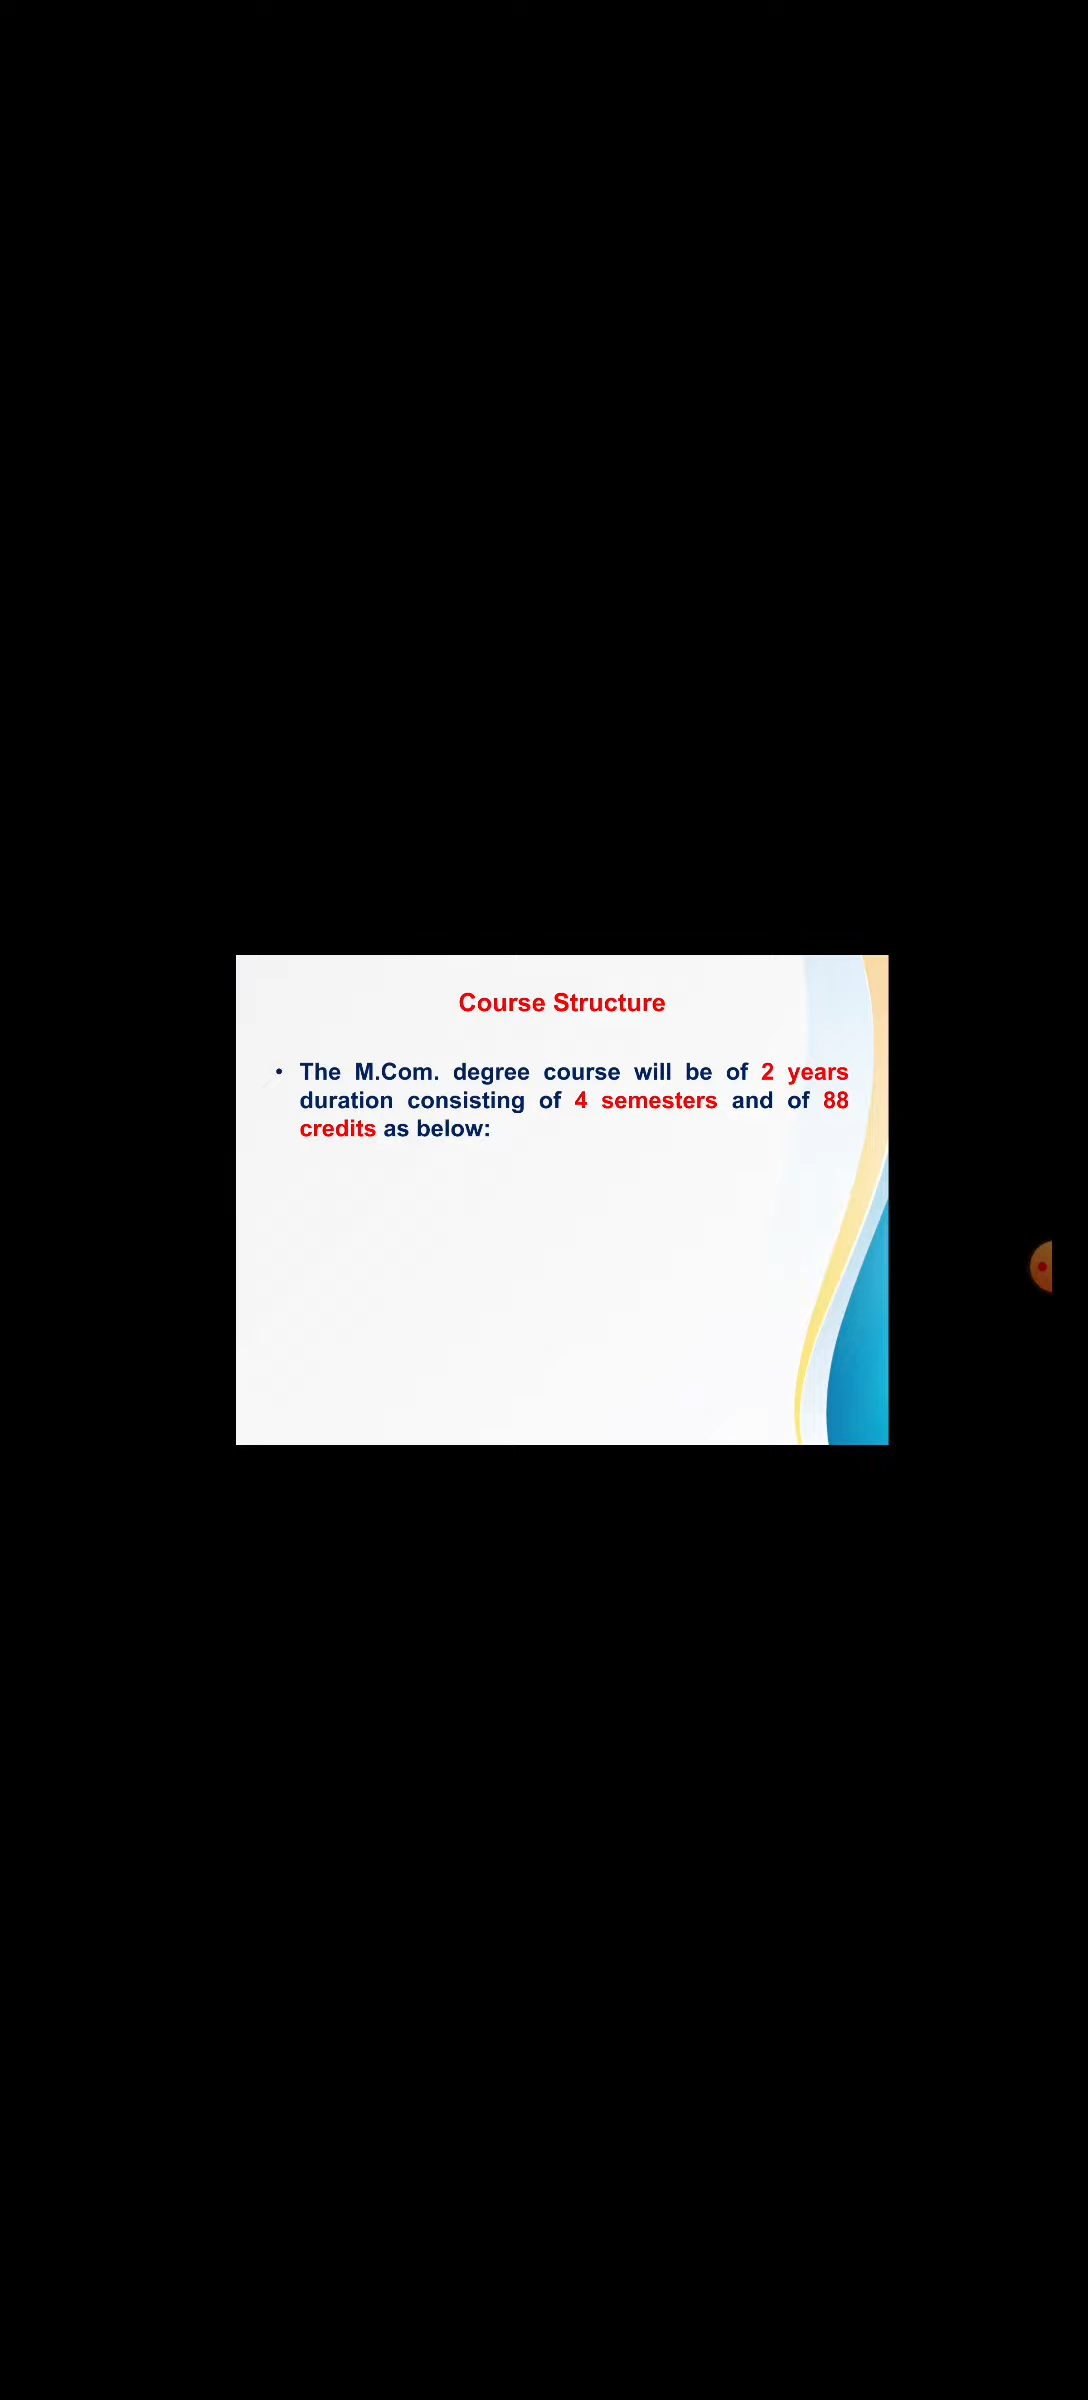 Course Structure
• The M.Com. degree course will be of 2 years
duration consisting of 4 semesters and of 88
credits as below: